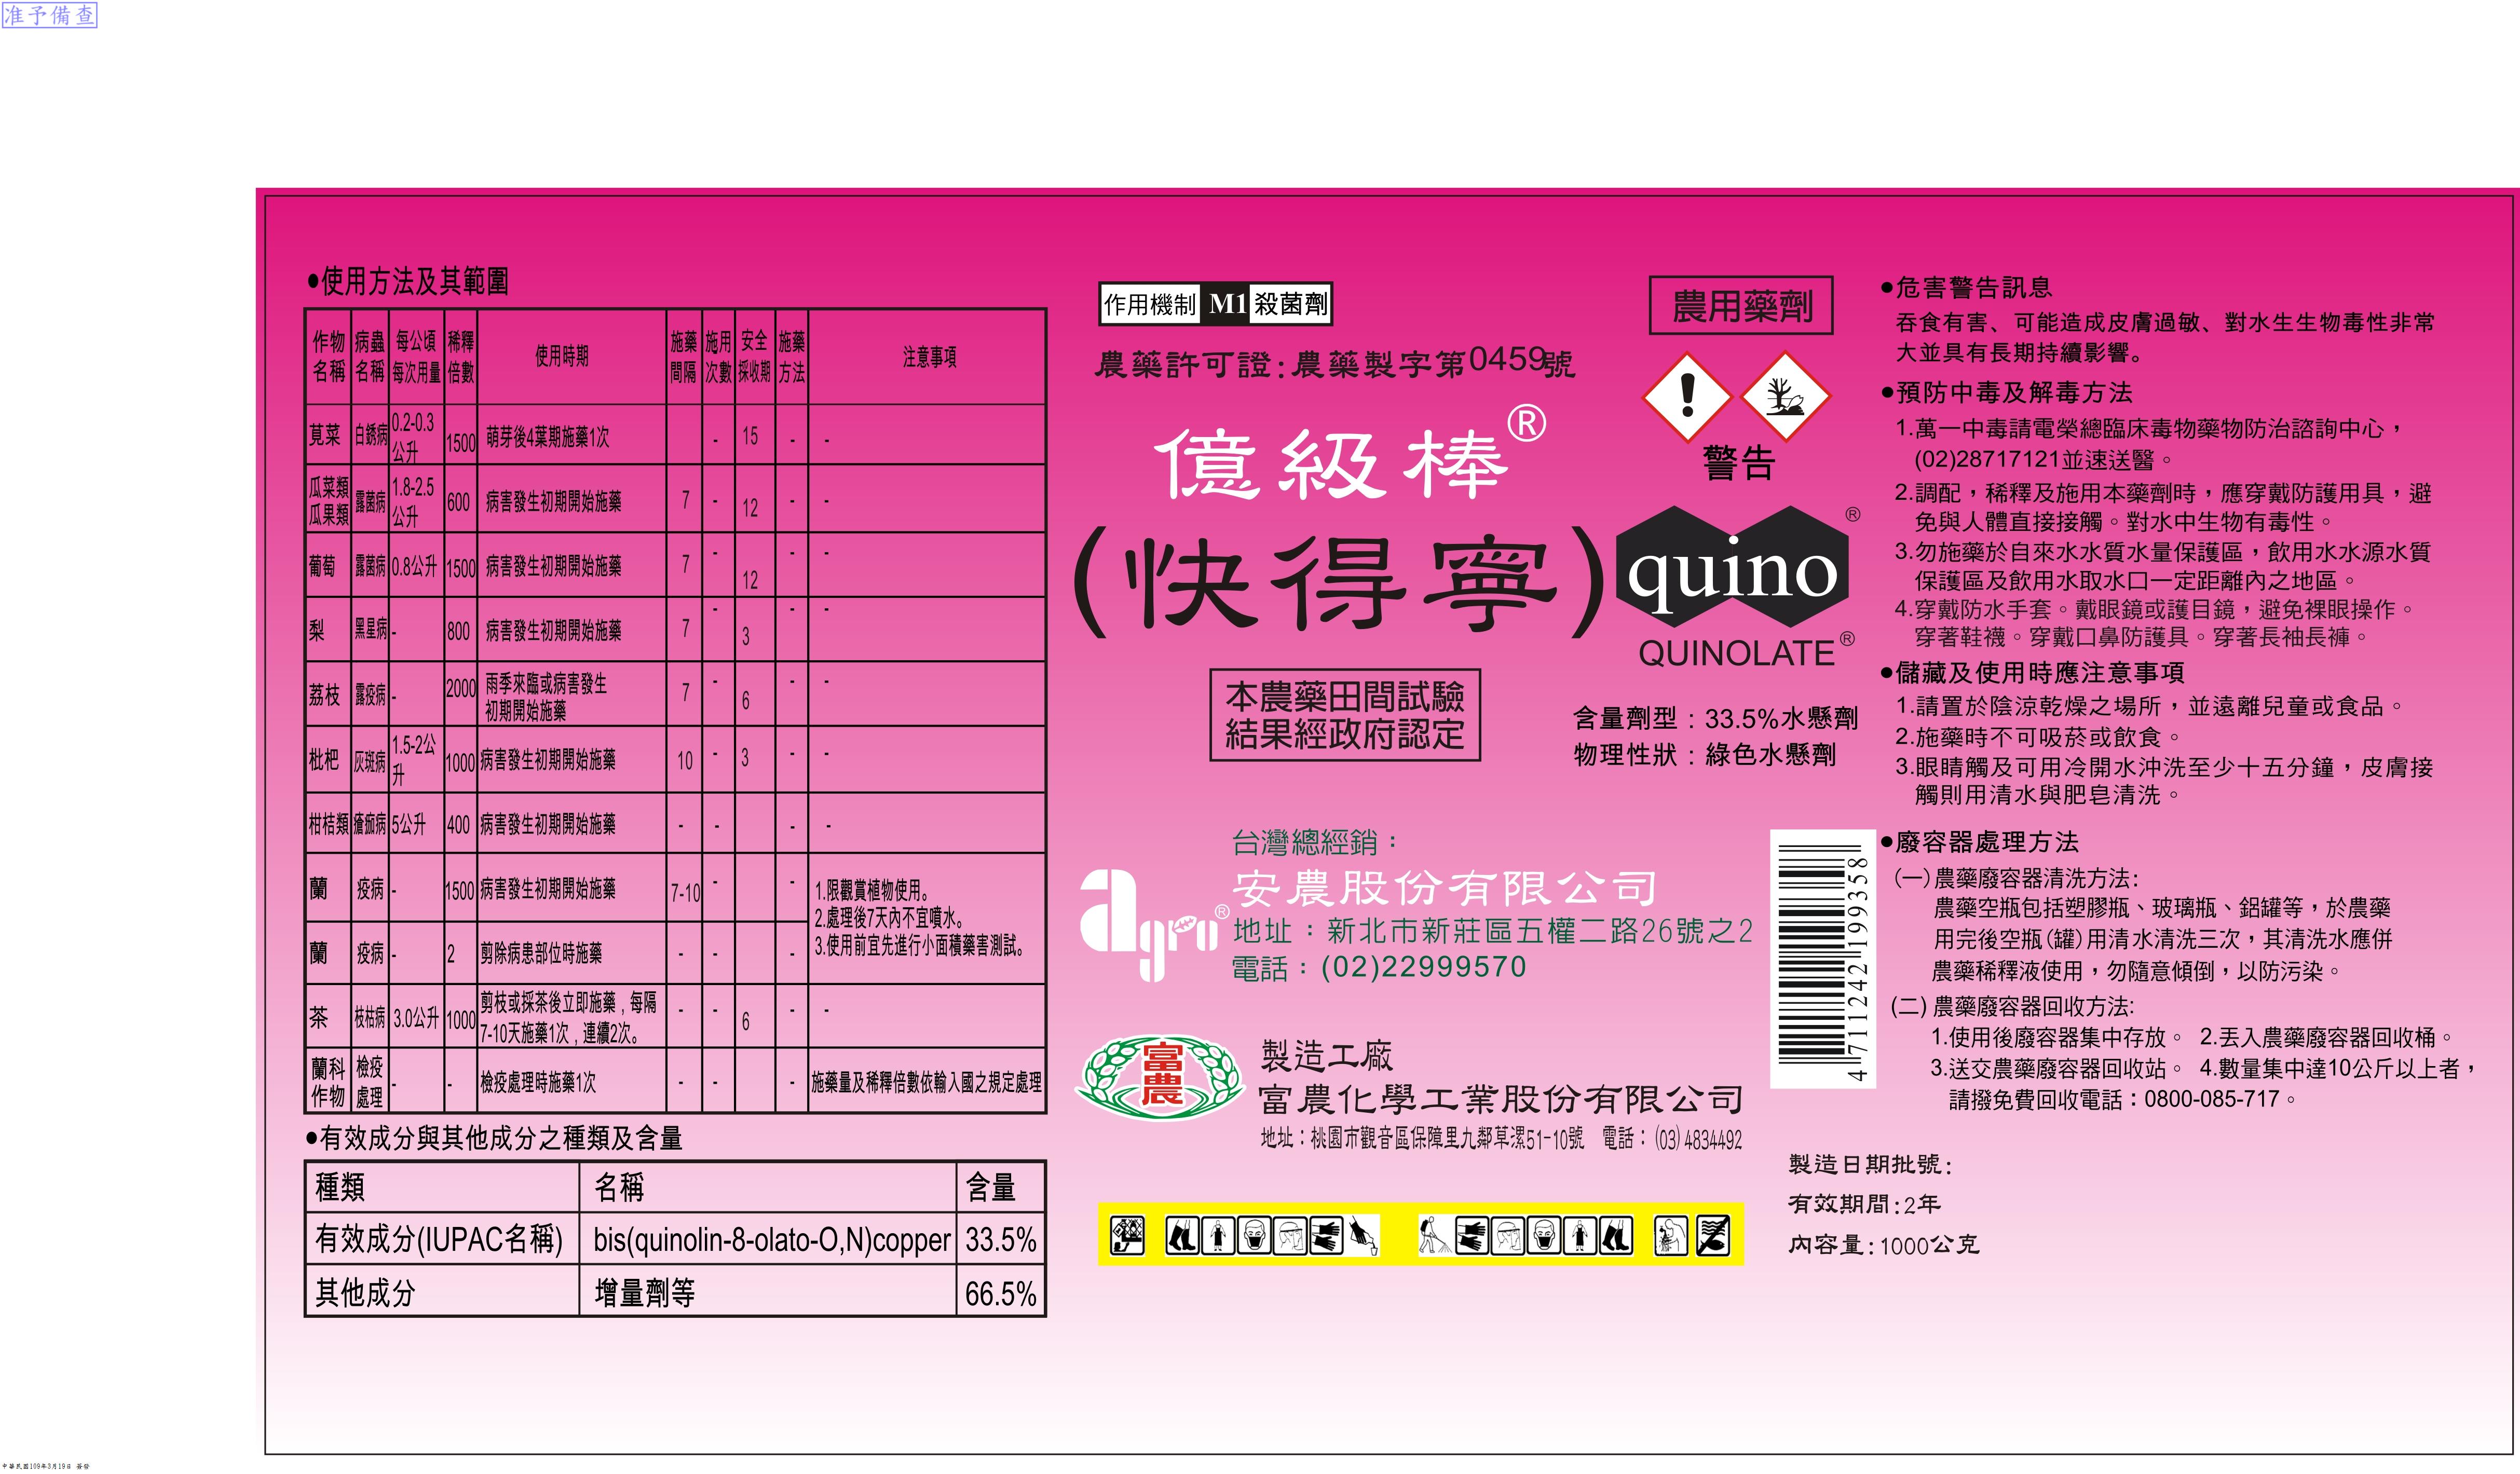 准予備查
●使用方法及其範圍
作物名稱 病蟲名稱 每公頃每次用量 稀釋倍數 使用時期 施藥間隔 施用次數 安全採收期 施藥方法 注意事項
莧菜 白銹病 0.2-0.3公升 1500 萌芽後4葉期施藥1次 - 15 - -
瓜菜類瓜果類 露菌病 1.8-2.5公升 600 病害發生初期開始施藥 7 - 12 - -
葡萄 露菌病 0.8公升 1500 病害發生初期開始施藥 7 - 12 - -
梨 黑星病 - 800 病害發生初期開始施藥 7 - 3 - -
荔枝 露疫病 - 2000 雨季來臨或病害發生初期開始施藥 7 - 6 - -
枇杷 灰斑病 1.5-2公升 1000 病害發生初期開始施藥 10 - 3 - -
柑桔類 瘡痂病 5公升 400 病害發生初期開始施藥 - - - -
蘭 疫病 - 1500 病害發生初期開始施藥 7-10 - -
蘭 疫病 - 2 剪除病患部位時施藥 - - -
1.限觀賞植物使用。
2.處理後7天內不宜噴水。
3.使用前宜先進行小面積藥害測試。
茶 枝枯病 3.0公升 1000 剪枝或採茶後立即施藥，每隔7-10天施藥1次，連續2次。 - - 6 - -
蘭科作物 檢疫處理 - - 檢疫處理時施藥1次 - - - 施藥量及稀釋倍數依輸入國之規定處理
●有效成分與其他成分之種類及含量
種類 名稱 含量
有效成分(IUPAC名稱) bis(quinolin-8-olato-O,N)copper 33.5%
其他成分 增量劑等 66.5%
作用機制 M1 殺菌劑
農藥許可證:農藥製字第0459號
億級棒®
(快得寧)
本農藥田間試驗
結果經政府認定
農用藥劑
警告
quino®
QUINOLATE®
含量劑型：33.5%水懸劑
物理性狀：綠色水懸劑
台灣總經銷：
agro®
安農股份有限公司
地址：新北市新莊區五權二路26號之2
電話：(02)22999570
富農
製造工廠
富農化學工業股份有限公司
地址：桃園市觀音區保障里九鄰草漯51-10號 電話：(03)4834492
4711242199358
●危害警告訊息
吞食有害、可能造成皮膚過敏、對水生生物毒性非常
大並具有長期持續影響。
●預防中毒及解毒方法
1.萬一中毒請電榮總臨床毒物藥物防治諮詢中心，
(02)28717121並速送醫。
2.調配，稀釋及施用本藥劑時，應穿戴防護用具，避
免與人體直接接觸。對水中生物有毒性。
3.勿施藥於自來水水質水量保護區，飲用水水源水質
保護區及飲用水取水口一定距離內之地區。
4.穿戴防水手套。戴眼鏡或護目鏡，避免裸眼操作。
穿著鞋襪。穿戴口鼻防護具。穿著長袖長褲。
●儲藏及使用時應注意事項
1.請置於陰涼乾燥之場所，並遠離兒童或食品。
2.施藥時不可吸菸或飲食。
3.眼睛觸及可用冷開水沖洗至少十五分鐘，皮膚接
觸則用清水與肥皂清洗。
●廢容器處理方法
(一)農藥廢容器清洗方法:
農藥空瓶包括塑膠瓶、玻璃瓶、鋁罐等，於農藥
用完後空瓶(罐)用清水清洗三次，其清洗水應併
農藥稀釋液使用，勿隨意傾倒，以防污染。
(二)農藥廢容器回收方法:
1.使用後廢容器集中存放。 2.丟入農藥廢容器回收桶。
3.送交農藥廢容器回收站。 4.數量集中達10公斤以上者，
請撥免費回收電話：0800-085-717。
製造日期批號:
有效期間:2年
內容量:1000公克
中華民國109年3月19日 簽發